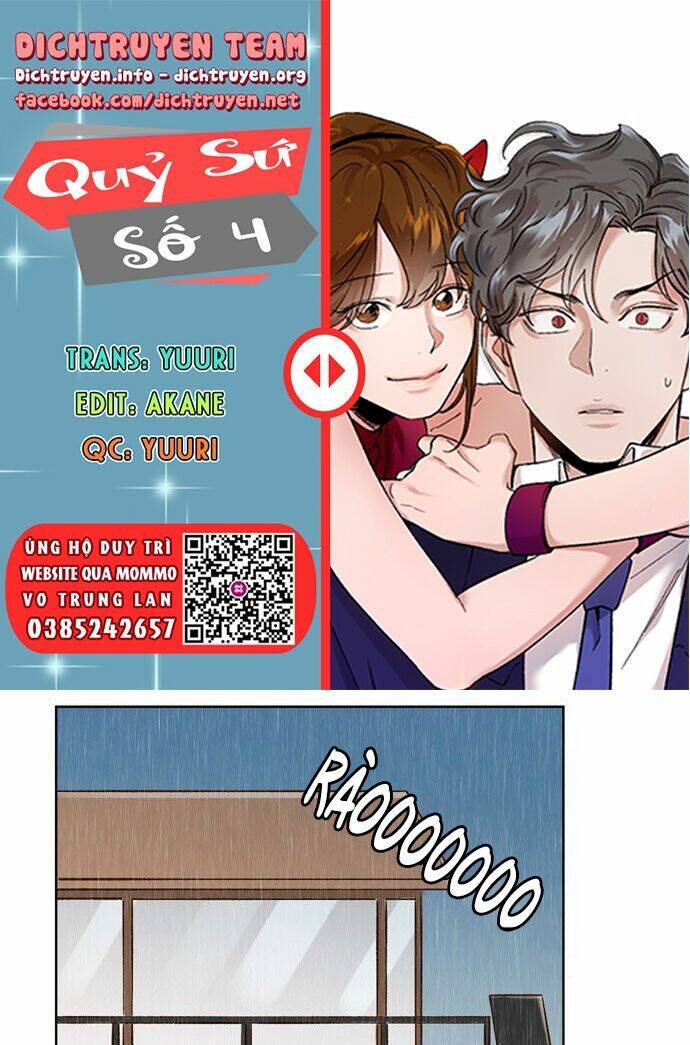 DICHTRUYEN TEAM
Dichtruyen.info - dichtruyen.org
facebook.com/dichtruyen.net
Quỷ Sứ
Số 4
TRANS: YUURI
EDIT: AKANE
QC: YUURI
ỦNG HỘ DUY TRÌ
WEBSITE QUA MOMMO
VO TRUNG LAN
0385242657
RÀOOOOOOO